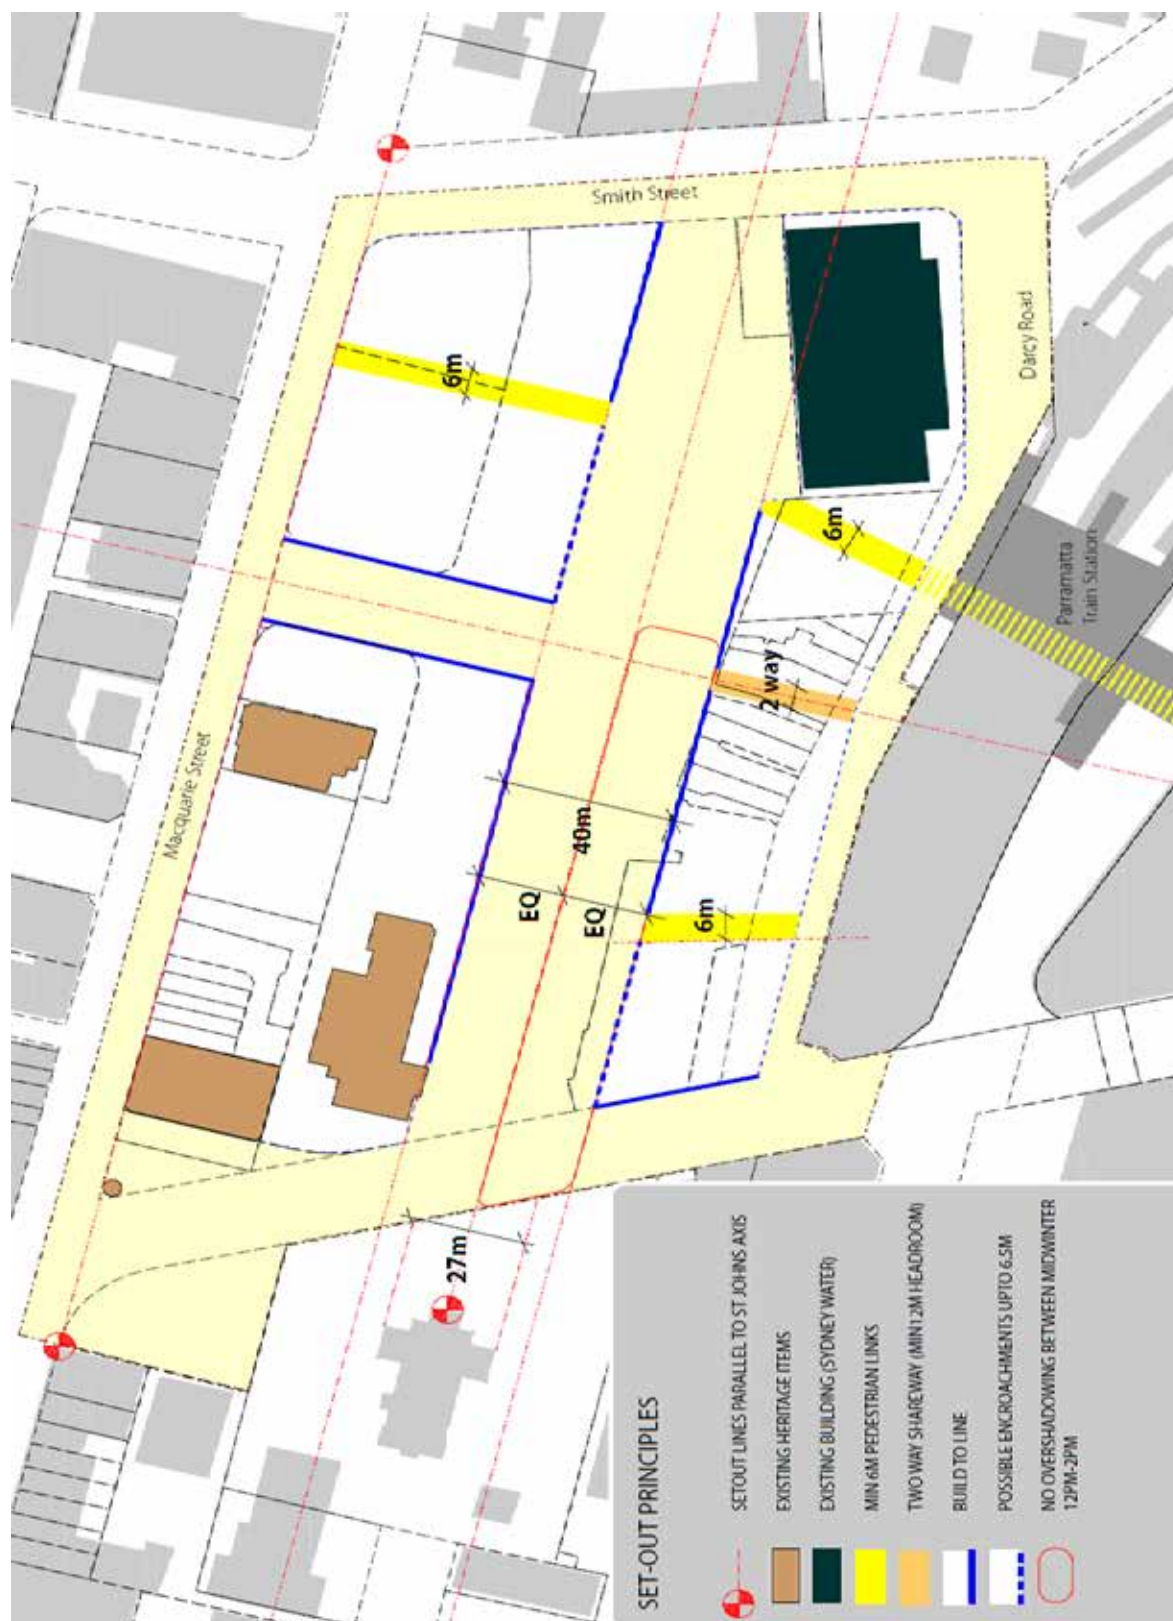 Smith Street
6m
Darcy Road
6m
Parramatta
Train Station
2 way
Macquarie Street
40m
EQ
EQ
6m
27m
SET-OUT PRINCIPLES
SETOUT LINES PARALLEL TO ST JOHNS AXIS
EXISTING HERITAGE ITEMS
EXISTING BUILDING (SYDNEY WATER)
MIN 6M PEDESTRIAN LINKS
TWO WAY SHAREWAY (MIN 12M HEADROOM)
BUILD TO LINE
POSSIBLE ENCROACHMENTS UPTO 6.5M
NO OVERSHADOWING BETWEEN MIDWINTER
12PM-2PM